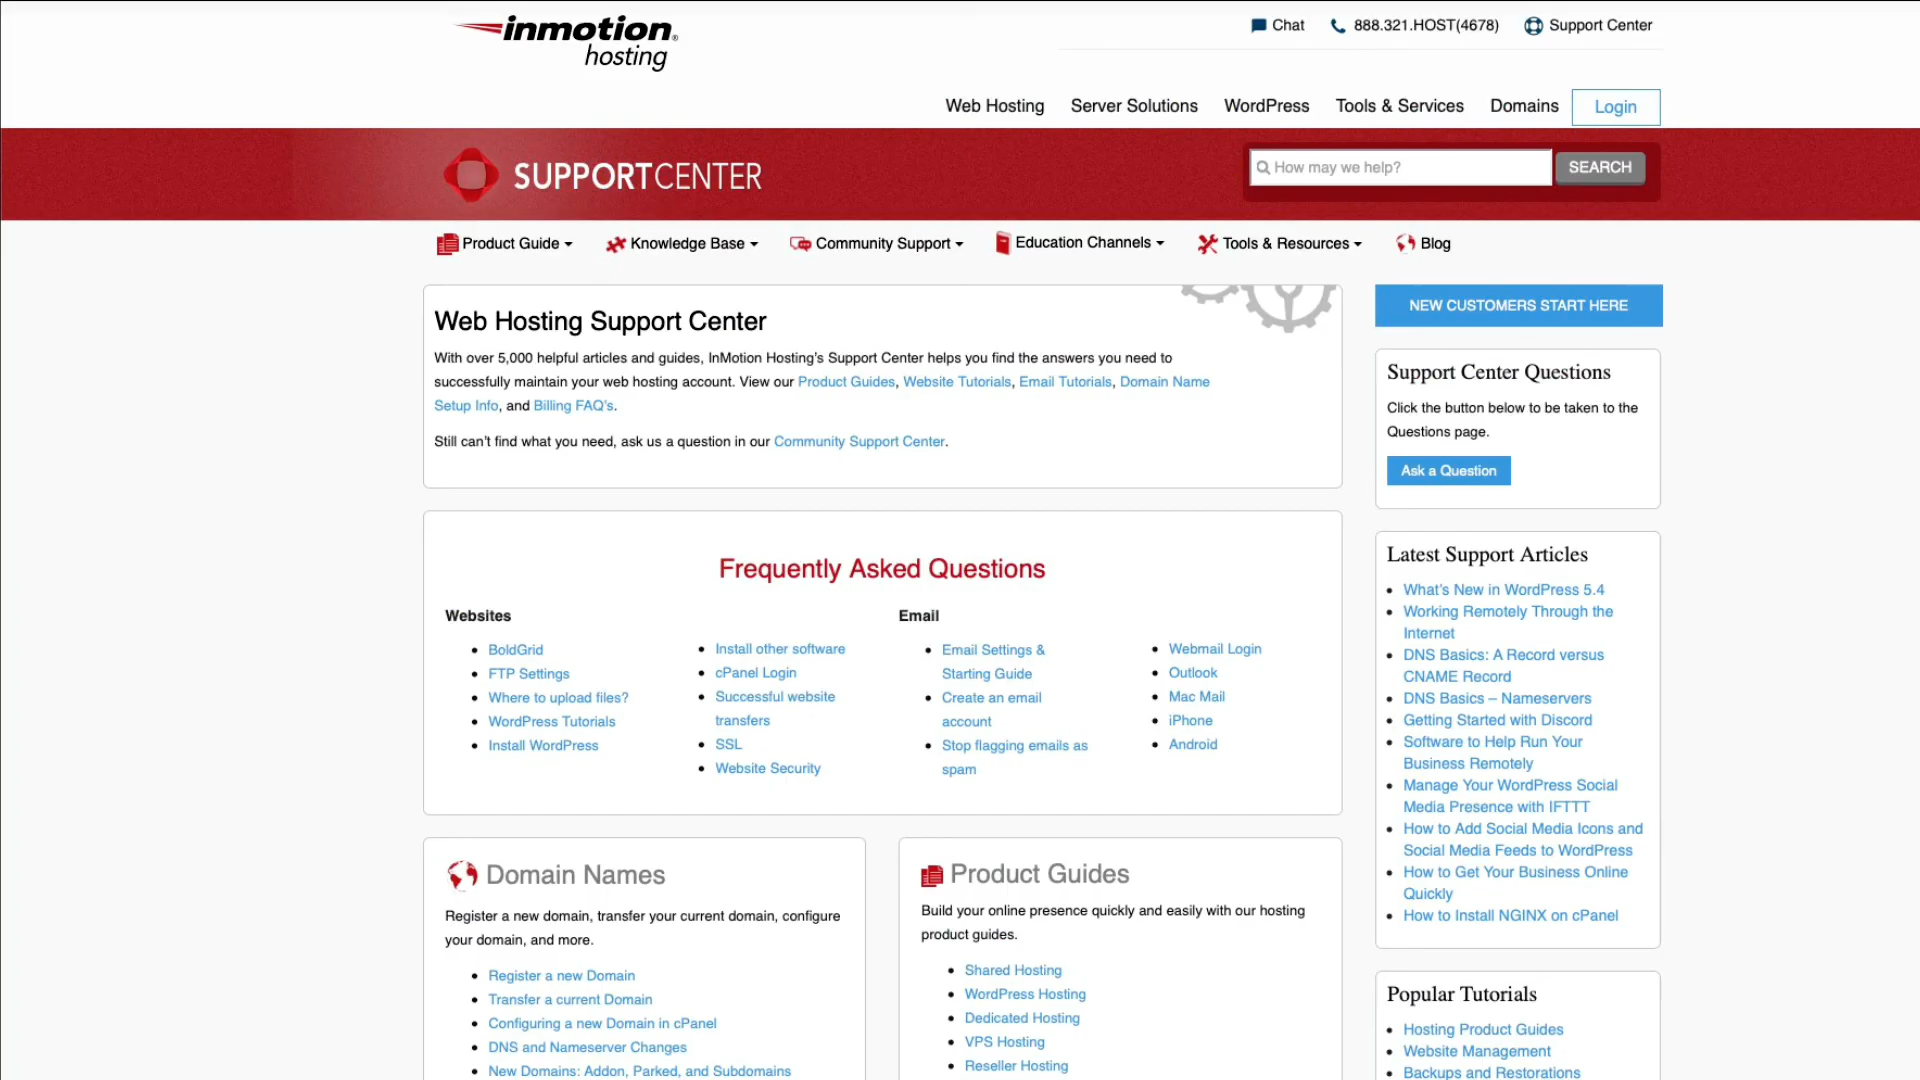 inmotion
hosting
Chat
888.321.HOST(4678)
Support Center
Web Hosting
Server Solutions
WordPress
Tools & Services
Domains
Login
SUPPORTCENTER
How may we help?
SEARCH
Product Guide
Knowledge Base
Community Support
Education Channels
Tools & Resources
Blog
Web Hosting Support Center
With over 5,000 helpful articles and guides, InMotion Hosting's Support Center helps you find the answers you need to
successfully maintain your web hosting account. View our Product Guides, Website Tutorials, Email Tutorials, Domain Name
Setup Info, and Billing FAQ's.
Still can't find what you need, ask us a question in our Community Support Center.
Frequently Asked Questions
Websites
BoldGrid
FTP Settings
Where to upload files?
WordPress Tutorials
Install WordPress
Install other software
cPanel Login
Successful website
transfers
SSL
Website Security
Email
Email Settings &
Starting Guide
Create an email
account
Stop flagging emails as
spam
Webmail Login
Outlook
Mac Mail
iPhone
Android
Domain Names
Register a new domain, transfer your current domain, configure
your domain, and more.
Register a new Domain
Transfer a current Domain
Configuring a new Domain in cPanel
DNS and Nameserver Changes
New Domains: Addon, Parked, and Subdomains
Product Guides
Build your online presence quickly and easily with our hosting
product guides.
Shared Hosting
WordPress Hosting
Dedicated Hosting
VPS Hosting
Reseller Hosting
NEW CUSTOMERS START HERE
Support Center Questions
Click the button below to be taken to the
Questions page.
Ask a Question
Latest Support Articles
What's New in WordPress 5.4
Working Remotely Through the
Internet
DNS Basics: A Record versus
CNAME Record
DNS Basics – Nameservers
Getting Started with Discord
Software to Help Run Your
Business Remotely
Manage Your WordPress Social
Media Presence with IFTTT
How to Add Social Media Icons and
Social Media Feeds to WordPress
How to Get Your Business Online
Quickly
How to Install NGINX on cPanel
Popular Tutorials
Hosting Product Guides
Website Management
Backups and Restorations